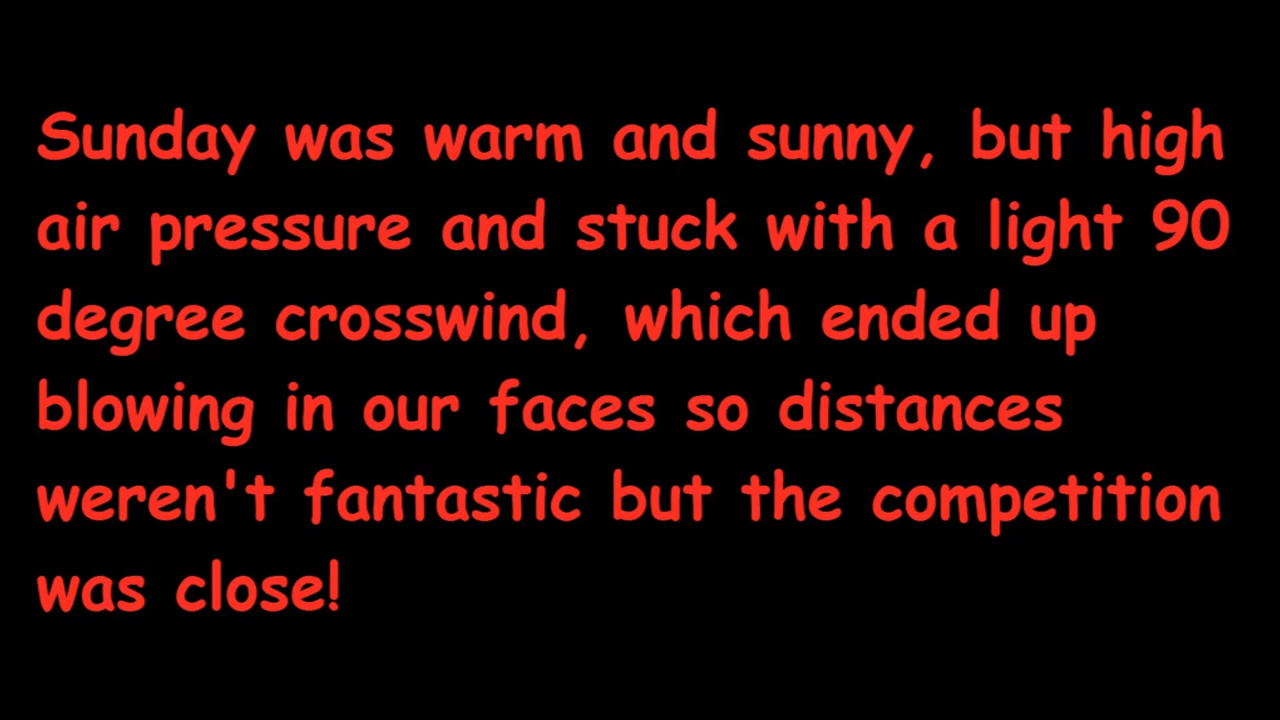 Sunday was warm and sunny, but high
air pressure and stuck with a light 90
degree crosswind, which ended up
blowing in our faces so distances
weren't fantastic but the competition
was close!